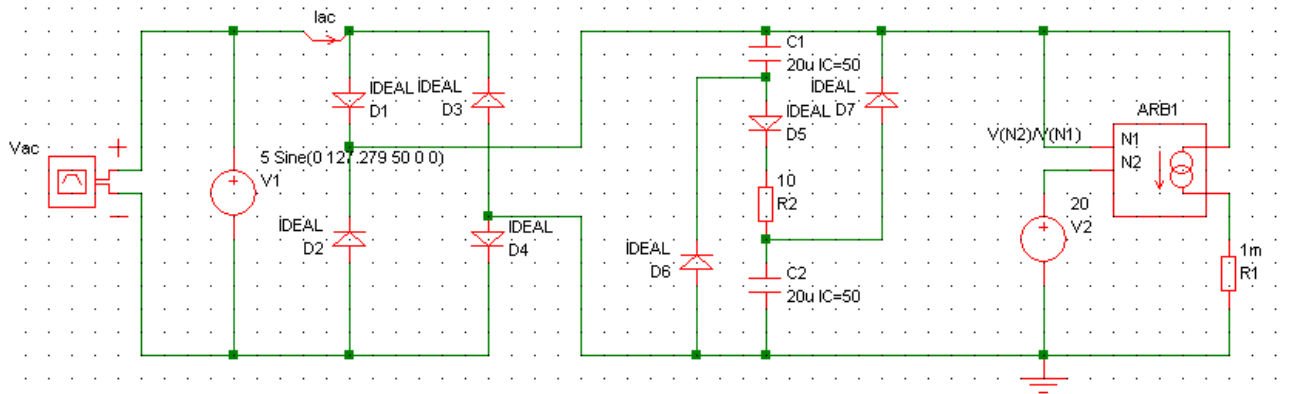 Iac
C1
20u IC=50
IDEAL
D1
IDEAL
D3
IDEAL
D5
IDEAL
D7
ARB1
V(N2)/V(N1)
N1
N2
Vac
+
−
5 Sine(0 127.279 50 0 0)
+
V1
10
R2
20
+
V2
IDEAL
D2
IDEAL
D4
IDEAL
D6
C2
20u IC=50
1m
R1